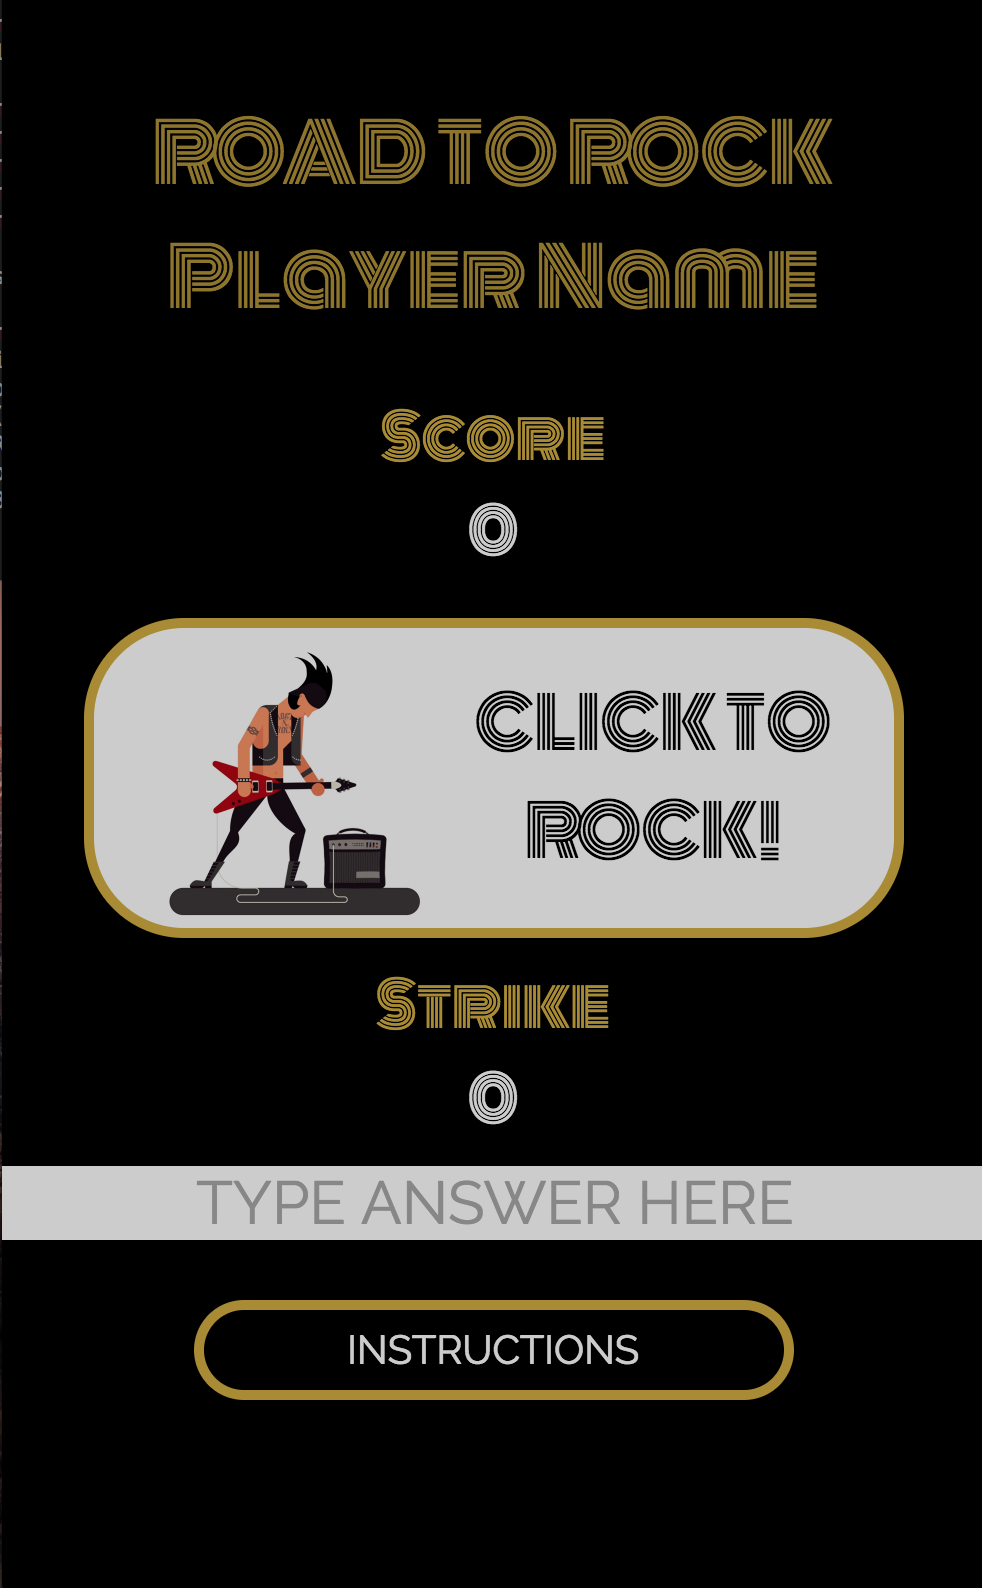 ROAD TO ROCK
Player Name
Score
0
CLICK TO
ROCK!
Strike
0
TYPE ANSWER HERE
INSTRUCTIONS